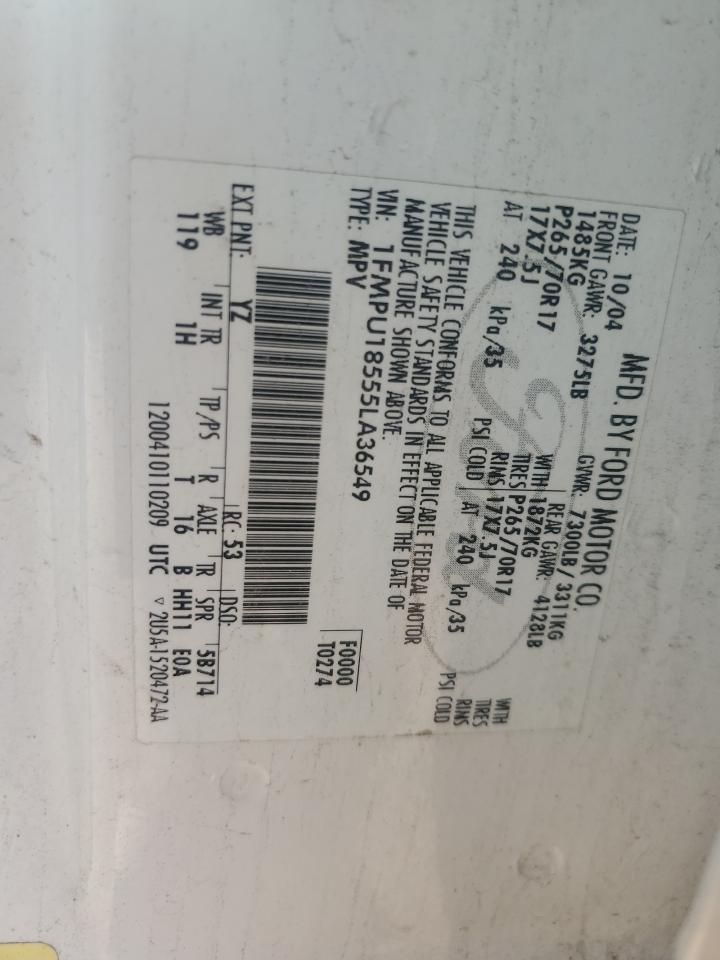 MFD. BY FORD MOTOR CO.
DATE: 10/04 GVWR: 7300LB / 3311KG
FRONT GAWR: 3275LB REAR GAWR: 4128LB
1485KG WITH 1872KG WITH
P265/70R17 TIRES P265/70R17 TIRES
17X7.5J RIMS 17X7.5J RIMS
AT 240 kPa/35 PSI COLD AT 240 kPa/35 PSI COLD
THIS VEHICLE CONFORMS TO ALL APPLICABLE FEDERAL MOTOR
VEHICLE SAFETY STANDARDS IN EFFECT ON THE DATE OF
MANUFACTURE SHOWN ABOVE.
VIN: 1FMPU18555LA36549
TYPE: MPV
F0000
T0274
EXT PNT: YZ RC: 53 DSO:
WB INT TR TP/PS R AXLE TR SPR 5B714
119 1H T 16 B HH11 E0A
1200410110209 UTC ▽ 2U5A-1520472-AA